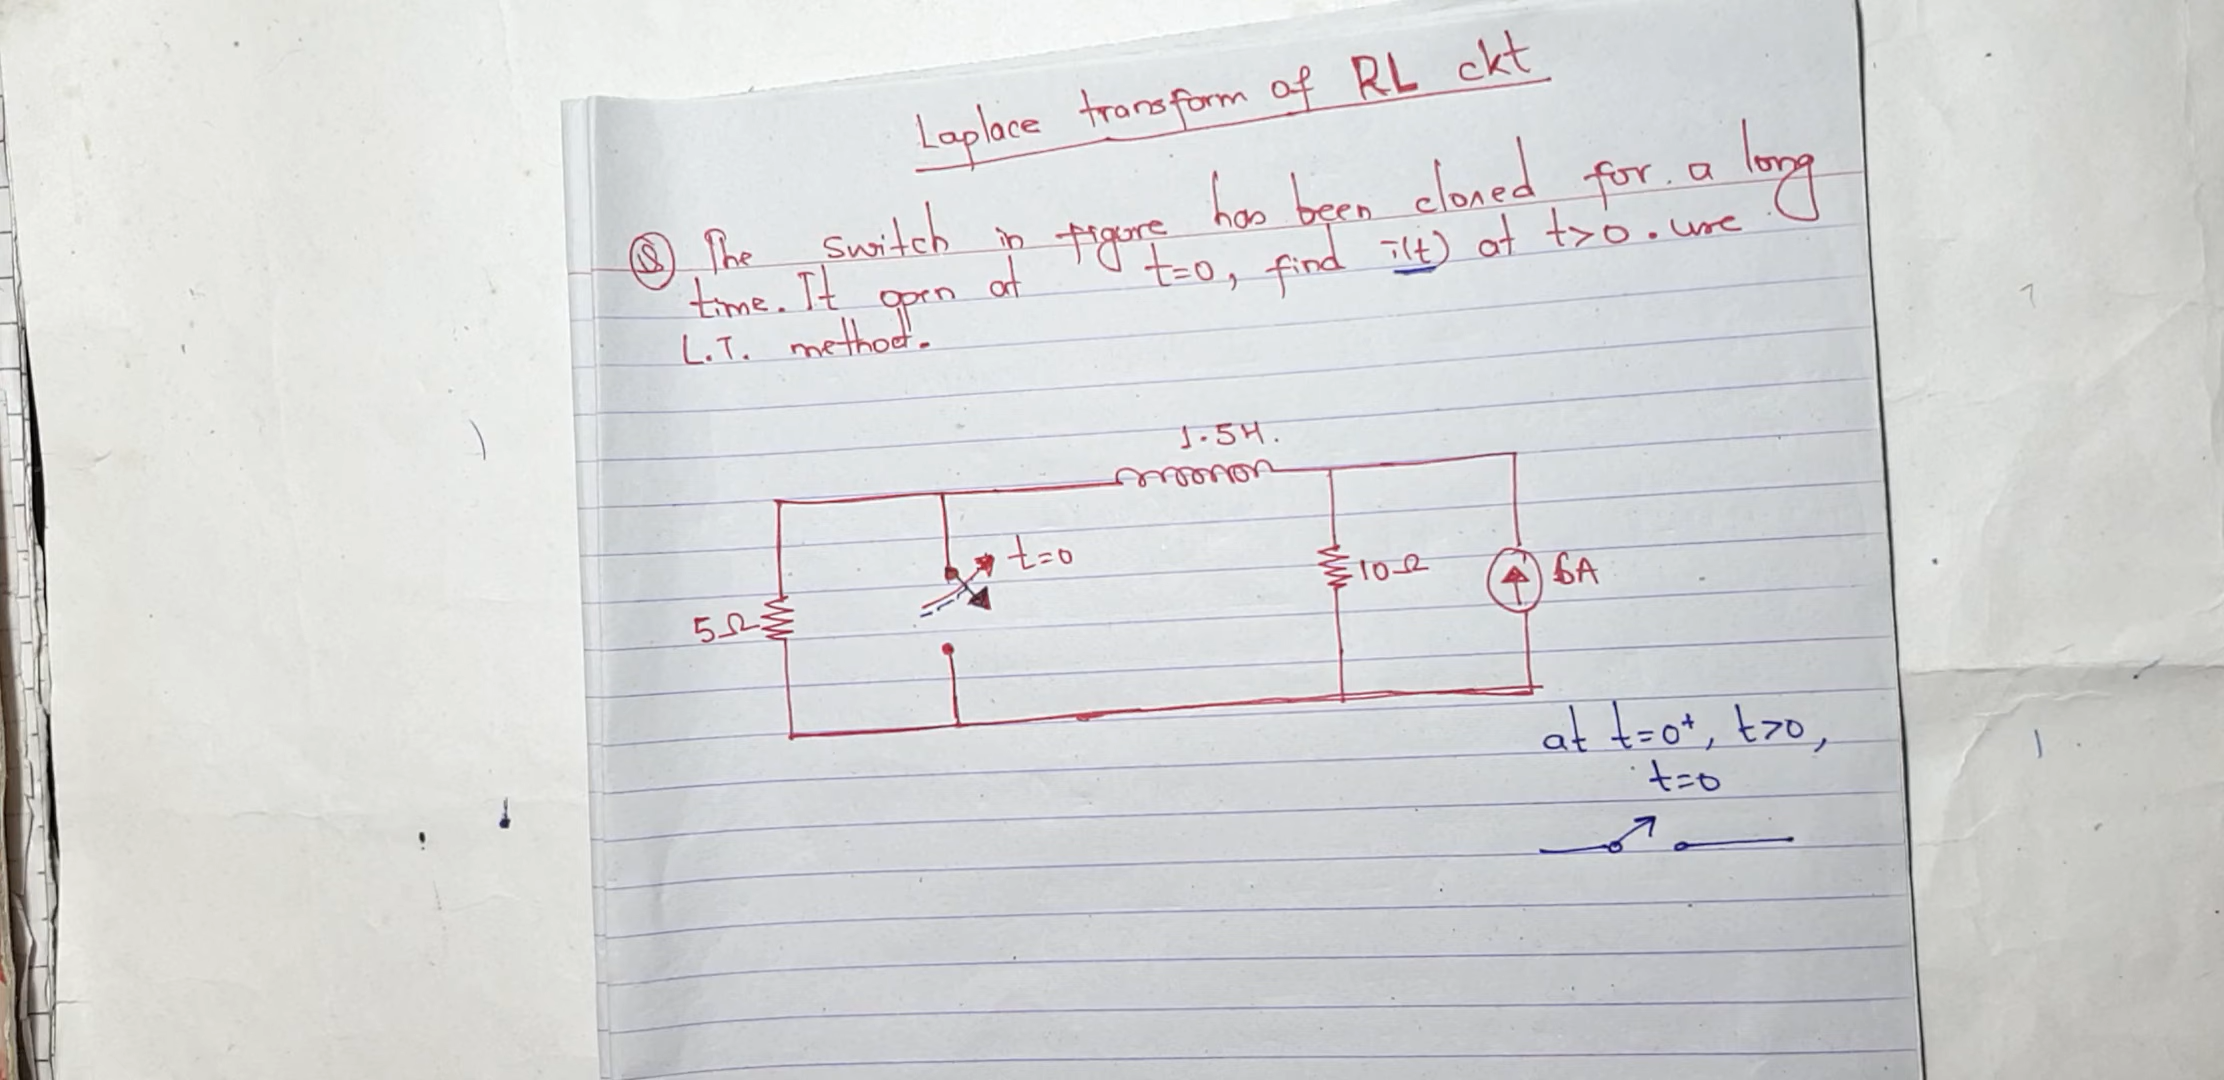 Laplace transform of RL ckt
Q The switch in figure has been closed for a long
time. It open at t=0, find i(t) at t>0. use
L.T. method.
1.5H.
t=0
5Ω
10Ω
6A
at t=0⁺, t>0,
t=0